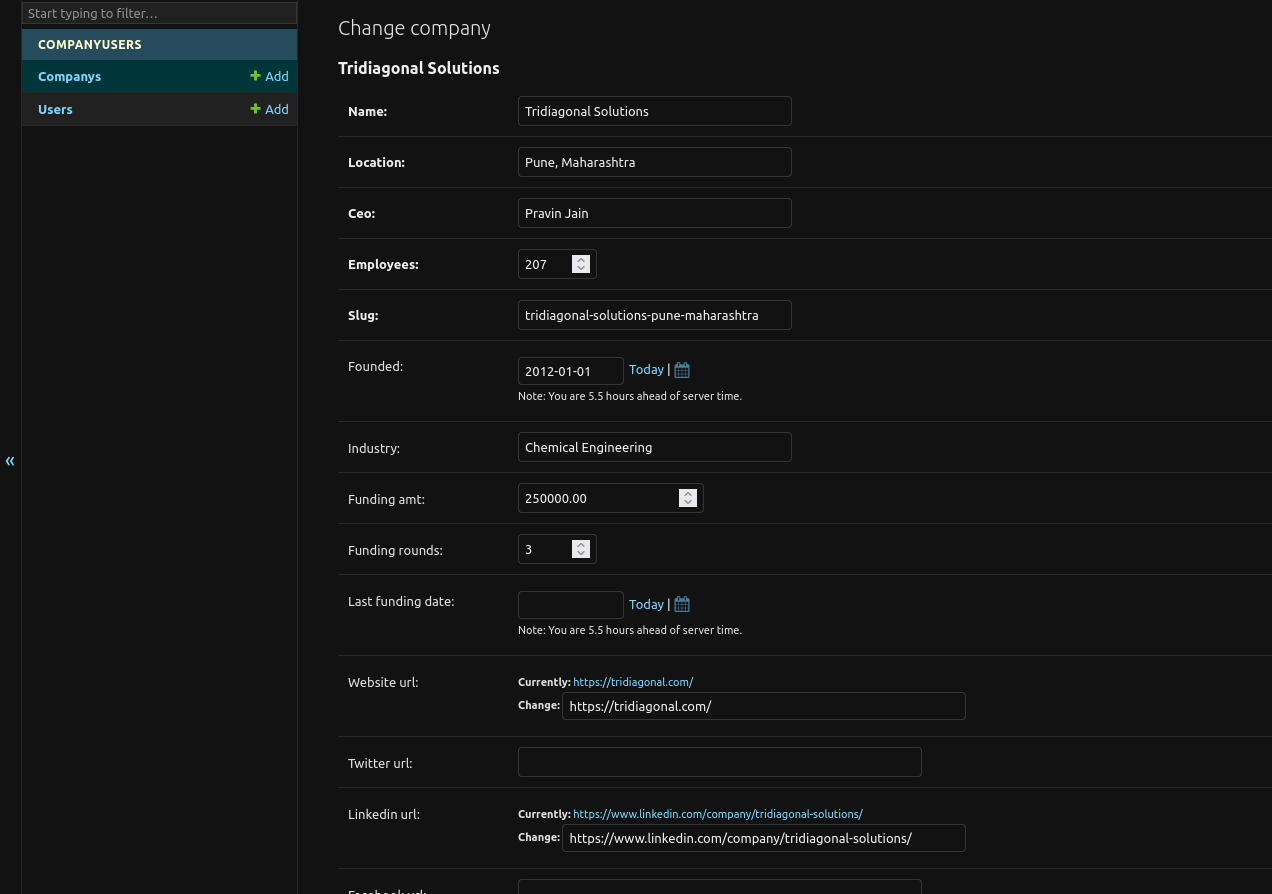 Start typing to filter…
COMPANYUSERS
Companys + Add
Users + Add
«
Change company
Tridiagonal Solutions
Name: Tridiagonal Solutions
Location: Pune, Maharashtra
Ceo: Pravin Jain
Employees: 207
Slug: tridiagonal-solutions-pune-maharashtra
Founded: 2012-01-01 Today |
Note: You are 5.5 hours ahead of server time.
Industry: Chemical Engineering
Funding amt: 250000.00
Funding rounds: 3
Last funding date: Today |
Note: You are 5.5 hours ahead of server time.
Website url: Currently: https://tridiagonal.com/
Change: https://tridiagonal.com/
Twitter url:
Linkedin url: Currently: https://www.linkedin.com/company/tridiagonal-solutions/
Change: https://www.linkedin.com/company/tridiagonal-solutions/